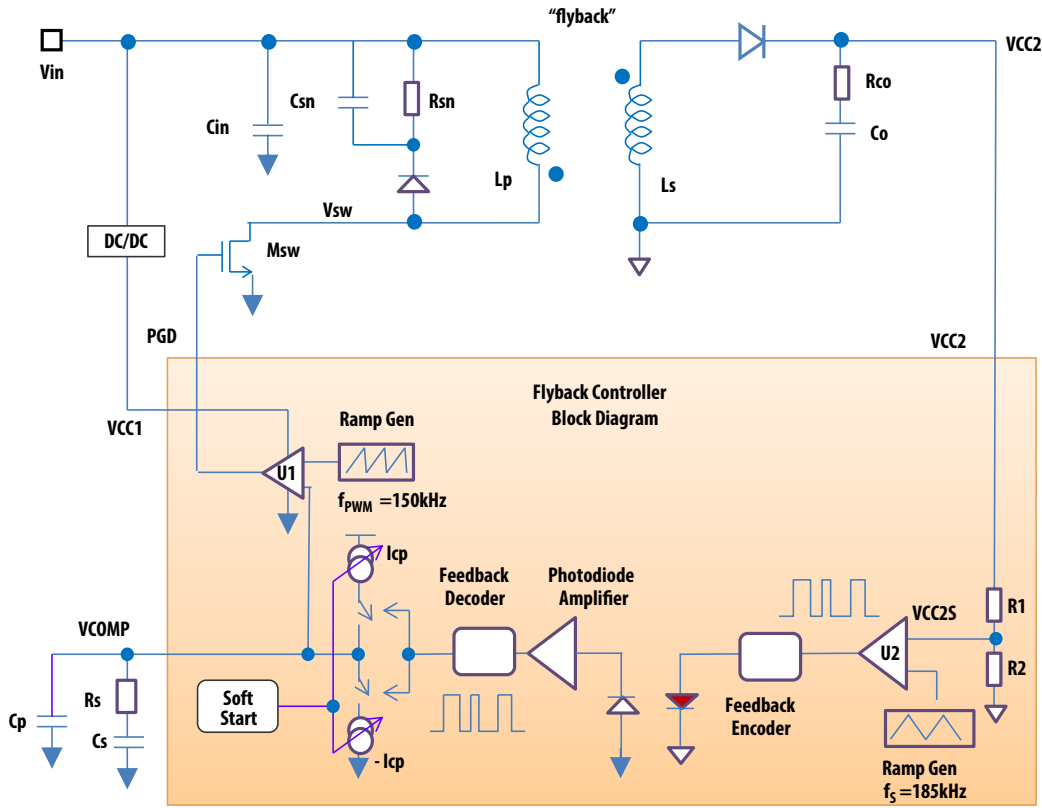 "flyback"
Vin
VCC2
Csn
Rsn
Cin
Rco
Co
Lp
Ls
Vsw
DC/DC
Msw
PGD
VCC2
Flyback Controller
Block Diagram
VCC1
Ramp Gen
U1
fPWM =150kHz
Icp
Feedback
Decoder
Photodiode
Amplifier
VCC2S
R1
VCOMP
U2
R2
Rs
Soft
Start
Cp
Cs
Feedback
Encoder
- Icp
Ramp Gen
fS =185kHz